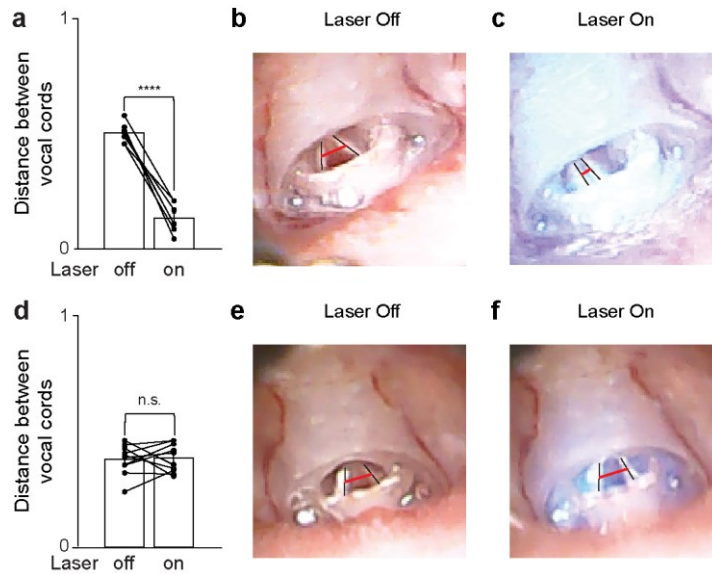 a
1
Distance between
vocal cords
****
0
Laser off on
b
Laser Off
c
Laser On
d
1
Distance between
vocal cords
n.s.
0
Laser off on
e
Laser Off
f
Laser On